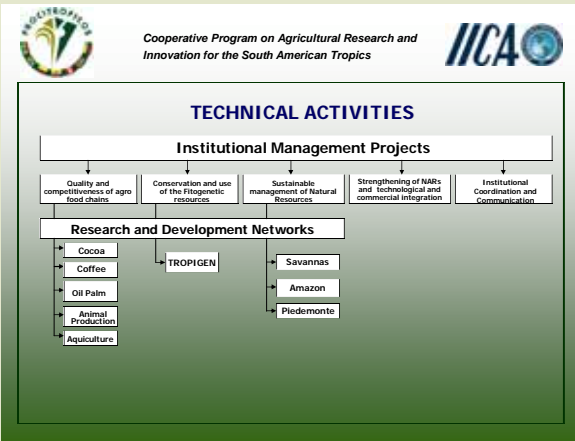 PROCITROPICOS
Cooperative Program on Agricultural Research and
Innovation for the South American Tropics
IICA
TECHNICAL ACTIVITIES
Institutional Management Projects
Quality and
competitiveness of agro
food chains
Conservation and use
of the Fitogenetic
resources
Sustainable
management of Natural
Resources
Strengthening of NARs
and technological and
commercial integration
Institutional
Coordination and
Communication
Research and Development Networks
Cocoa
Coffee
Oil Palm
Animal
Production
Aquiculture
TROPIGEN
Savannas
Amazon
Piedemonte